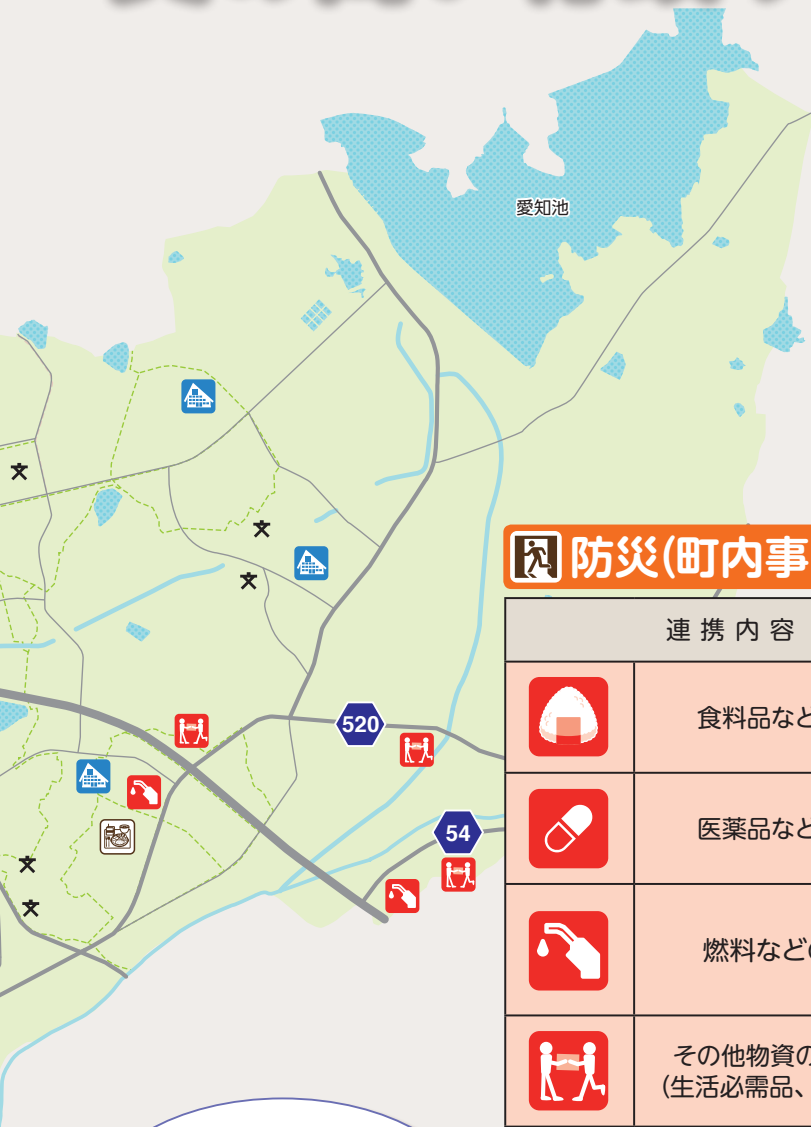 愛知池
防災(町内事
連携内容
食料品など
520
医薬品など
54
燃料などの
その他物資の
(生活必需品、